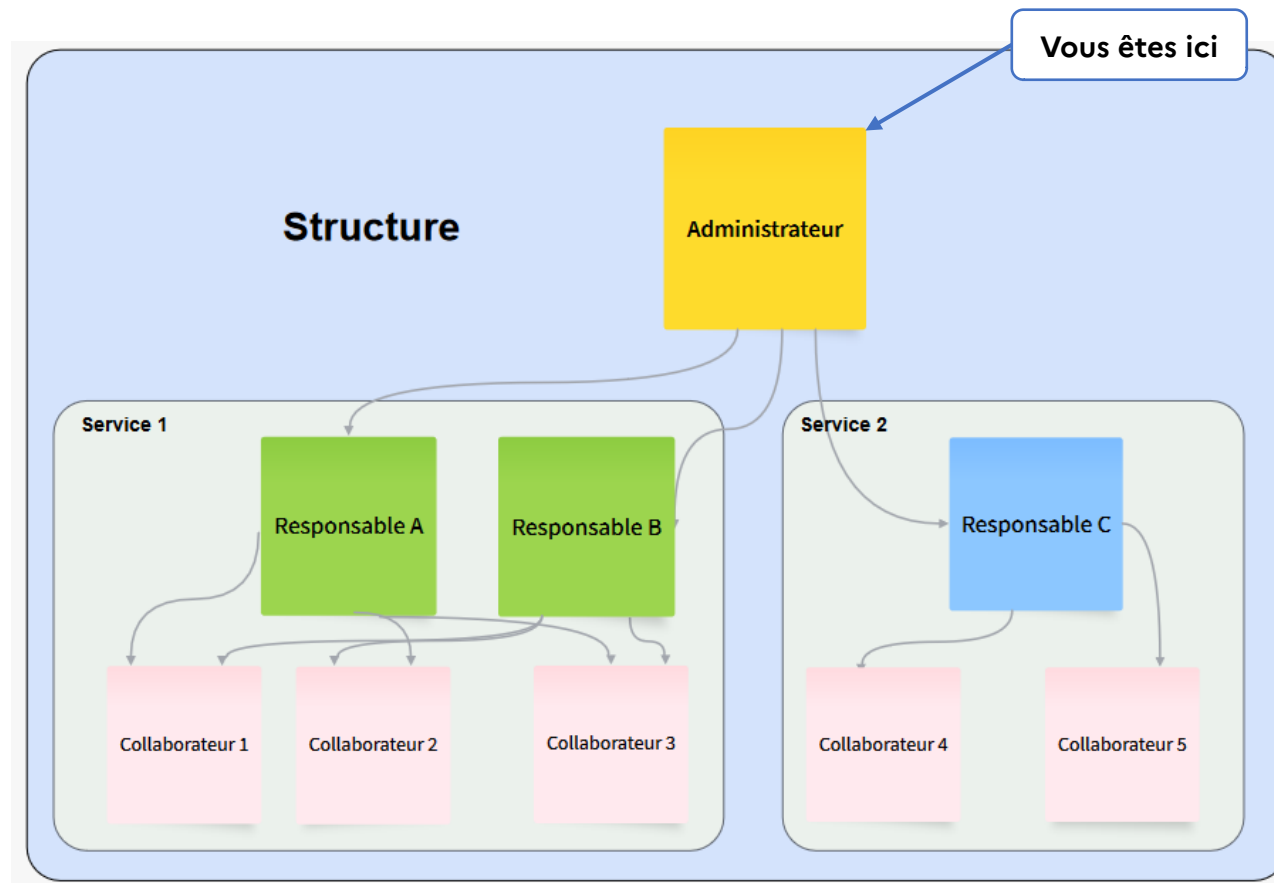 Vous êtes ici
Structure
Administrateur
Service 1
Service 2
Responsable A
Responsable B
Responsable C
Collaborateur 1
Collaborateur 2
Collaborateur 3
Collaborateur 4
Collaborateur 5